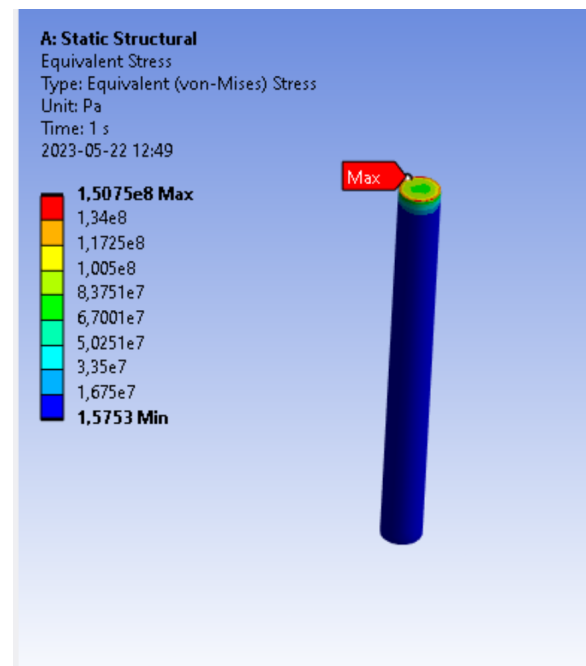 A: Static Structural
Equivalent Stress
Type: Equivalent (von-Mises) Stress
Unit: Pa
Time: 1 s
2023-05-22 12:49
1,5075e8 Max
1,34e8
1,1725e8
1,005e8
8,3751e7
6,7001e7
5,0251e7
3,35e7
1,675e7
1,5753 Min
Max